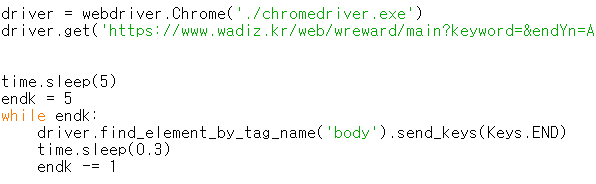 driver = webdriver.Chrome('./chromedriver.exe')
driver.get('https://www.wadiz.kr/web/wreward/main?keyword=&endYn=A
time.sleep(5)
endk = 5
while endk:
    driver.find_element_by_tag_name('body').send_keys(Keys.END)
    time.sleep(0.3)
    endk -= 1